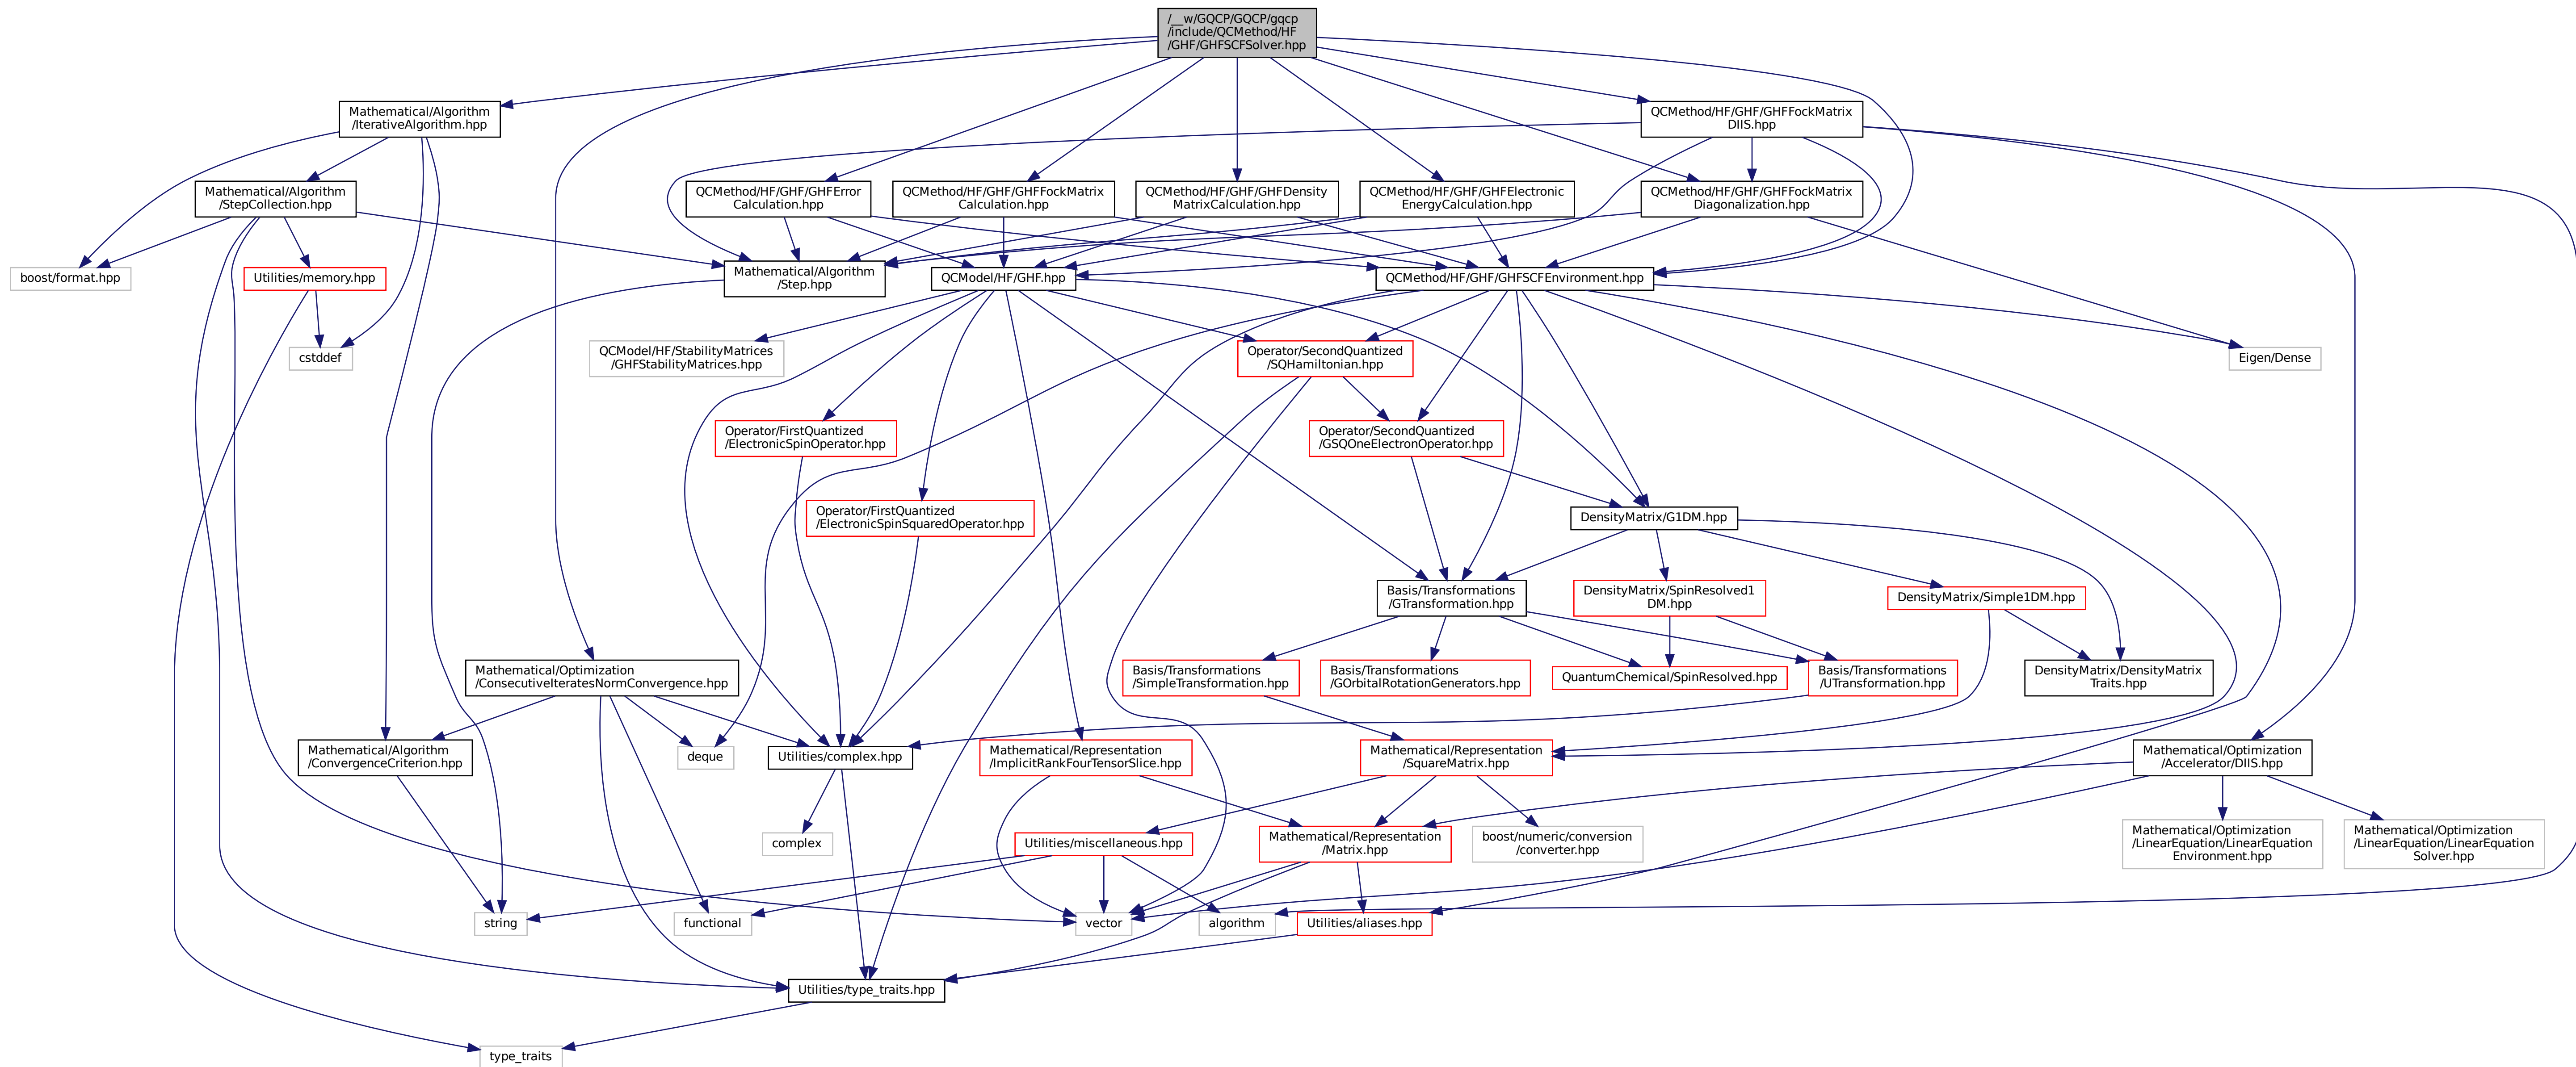 /__w/GQCP/GQCP/gqcp
/include/QCMethod/HF
/GHF/GHFSCFSolver.hpp
Mathematical/Algorithm
/IterativeAlgorithm.hpp
QCMethod/HF/GHF/GHFFockMatrix
DIIS.hpp
Mathematical/Algorithm
/StepCollection.hpp
QCMethod/HF/GHF/GHFError
Calculation.hpp
QCMethod/HF/GHF/GHFFockMatrix
Calculation.hpp
QCMethod/HF/GHF/GHFDensity
MatrixCalculation.hpp
QCMethod/HF/GHF/GHFElectronic
EnergyCalculation.hpp
QCMethod/HF/GHF/GHFFockMatrix
Diagonalization.hpp
boost/format.hpp
Utilities/memory.hpp
Mathematical/Algorithm
/Step.hpp
QCModel/HF/GHF.hpp
QCMethod/HF/GHF/GHFSCFEnvironment.hpp
cstddef
QCModel/HF/StabilityMatrices
/GHFStabilityMatrices.hpp
Operator/SecondQuantized
/SQHamiltonian.hpp
Eigen/Dense
Operator/FirstQuantized
/ElectronicSpinOperator.hpp
Operator/SecondQuantized
/GSQOneElectronOperator.hpp
Operator/FirstQuantized
/ElectronicSpinSquaredOperator.hpp
DensityMatrix/G1DM.hpp
Basis/Transformations
/GTransformation.hpp
DensityMatrix/SpinResolved1
DM.hpp
DensityMatrix/Simple1DM.hpp
Mathematical/Optimization
/ConsecutiveIteratesNormConvergence.hpp
Basis/Transformations
/SimpleTransformation.hpp
Basis/Transformations
/GOrbitalRotationGenerators.hpp
QuantumChemical/SpinResolved.hpp
Basis/Transformations
/UTransformation.hpp
DensityMatrix/DensityMatrix
Traits.hpp
Mathematical/Algorithm
/ConvergenceCriterion.hpp
deque
Utilities/complex.hpp
Mathematical/Representation
/ImplicitRankFourTensorSlice.hpp
Mathematical/Representation
/SquareMatrix.hpp
Mathematical/Optimization
/Accelerator/DIIS.hpp
complex
Utilities/miscellaneous.hpp
Mathematical/Representation
/Matrix.hpp
boost/numeric/conversion
/converter.hpp
Mathematical/Optimization
/LinearEquation/LinearEquation
Environment.hpp
Mathematical/Optimization
/LinearEquation/LinearEquation
Solver.hpp
string
functional
vector
algorithm
Utilities/aliases.hpp
Utilities/type_traits.hpp
type_traits